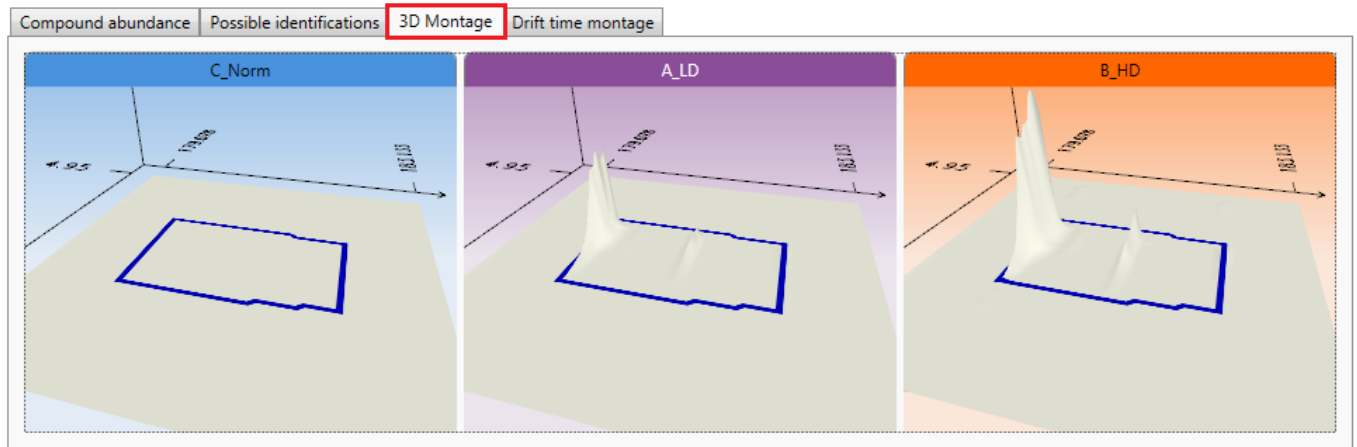 Compound abundance Possible identifications 3D Montage Drift time montage
C_Norm A_LD B_HD
4.95 4.95 4.95